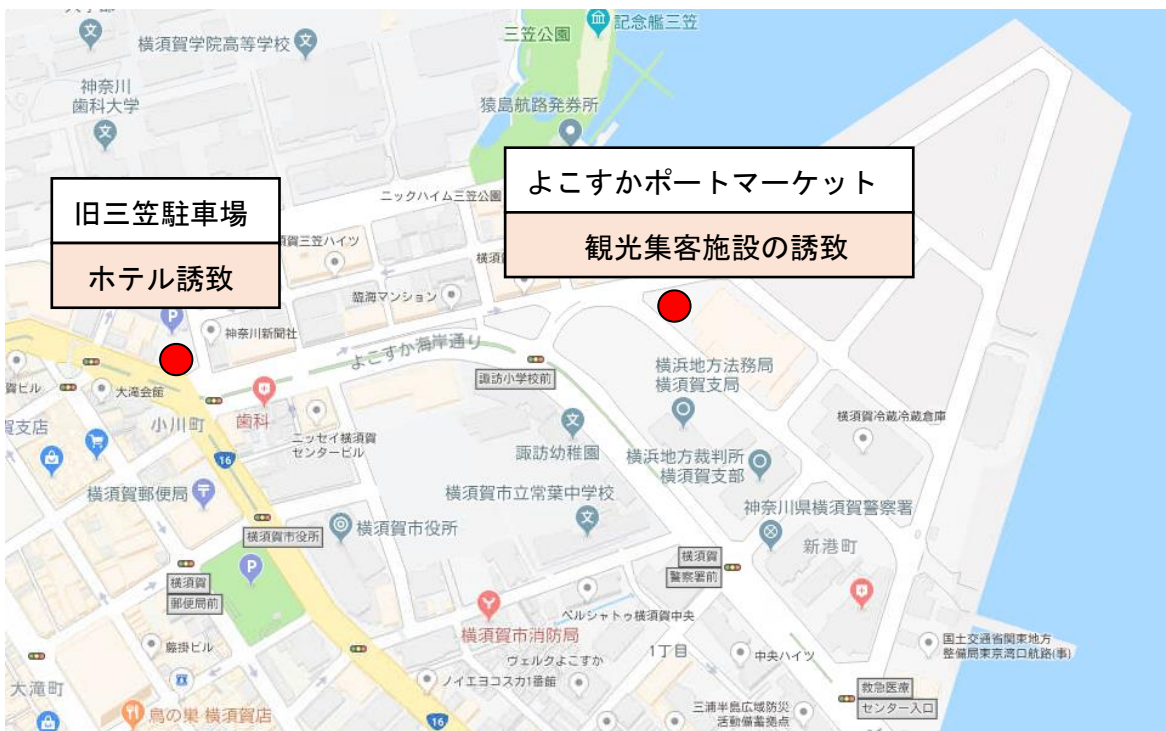 横須賀学院高等学校
三笠公園
記念艦三笠
神奈川
歯科大学
猿島航路発券所
ニックハイム三笠公園
よこすかポートマーケット
観光集客施設の誘致
旧三笠駐車場
ホテル誘致
賀三笠ハイツ
臨海マンション
神奈川新聞社
よこすか海岸通り
諏訪小学校前
横浜地方法務局
横須賀支局
賀ビル
大滝会館
小川町
歯科
賀支店
ニッセイ横須賀
センタービル
諏訪幼稚園
横浜地方裁判所
横須賀支部
横須賀冷蔵冷蔵倉庫
16
横須賀郵便局
横須賀市立常葉中学校
神奈川県横須賀警察署
横須賀市役所
横須賀市役所
新港町
横須賀
警察署前
横須賀
郵便局前
ベルシャトゥ横須賀中央
横須賀市消防局
1丁目
中央ハイツ
国土交通省関東地方
整備局東京湾口航路(事)
藤掛ビル
ヴェルクよこすか
ノイエヨコスカ1番館
大滝町
鳥の巣 横須賀店
16
三浦半島広域防災
活動備蓄拠点
救急医療
センター入口